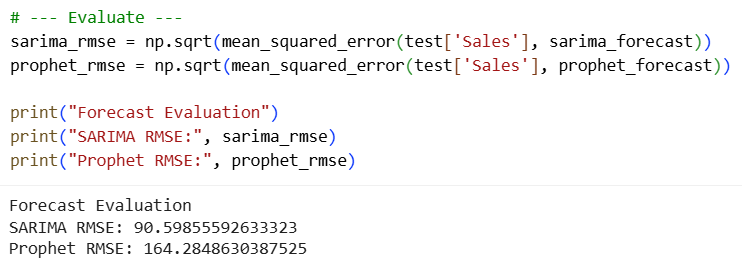 # --- Evaluate ---
sarima_rmse = np.sqrt(mean_squared_error(test['Sales'], sarima_forecast))
prophet_rmse = np.sqrt(mean_squared_error(test['Sales'], prophet_forecast))
print("Forecast Evaluation")
print("SARIMA RMSE:", sarima_rmse)
print("Prophet RMSE:", prophet_rmse)
Forecast Evaluation
SARIMA RMSE: 90.59855592633323
Prophet RMSE: 164.2848630387525